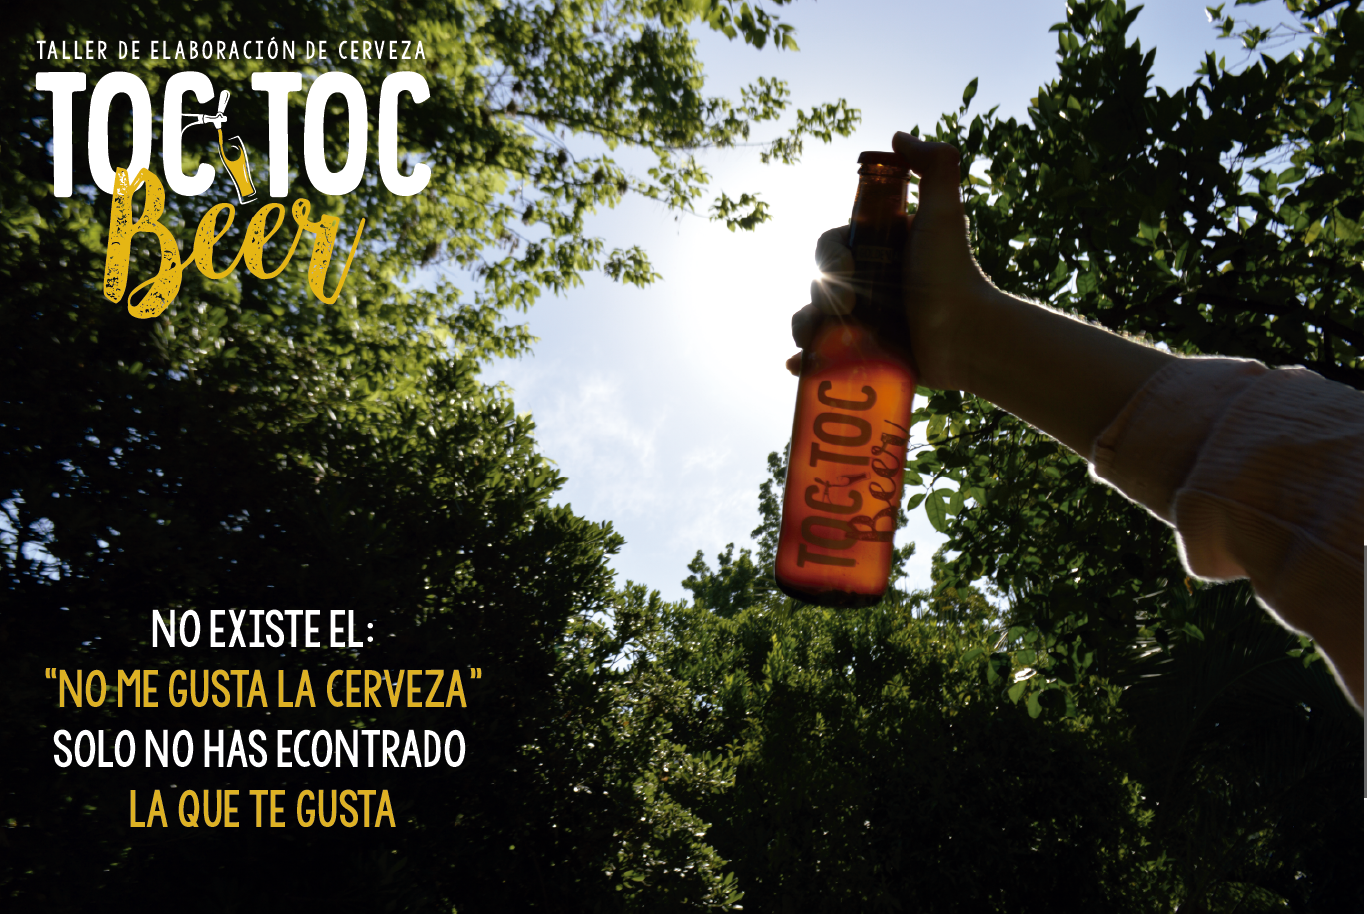 TALLER DE ELABORACIÓN DE CERVEZA
TOC TOC
Beer
TOC TOC
Beer
NO EXISTE EL:
“NO ME GUSTA LA CERVEZA”
SOLO NO HAS ECONTRADO
LA QUE TE GUSTA